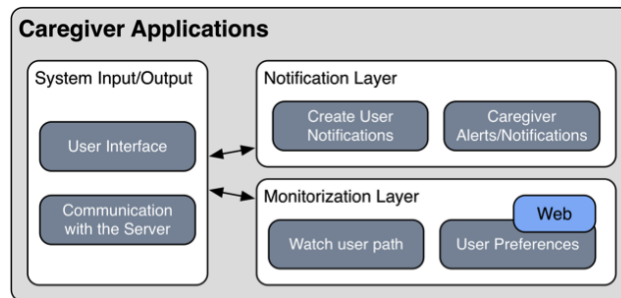 Caregiver Applications
System Input/Output
User Interface
Communication
with the Server
Notification Layer
Create User
Notifications
Caregiver
Alerts/Notifications
Monitorization Layer
Watch user path
Web
User Preferences